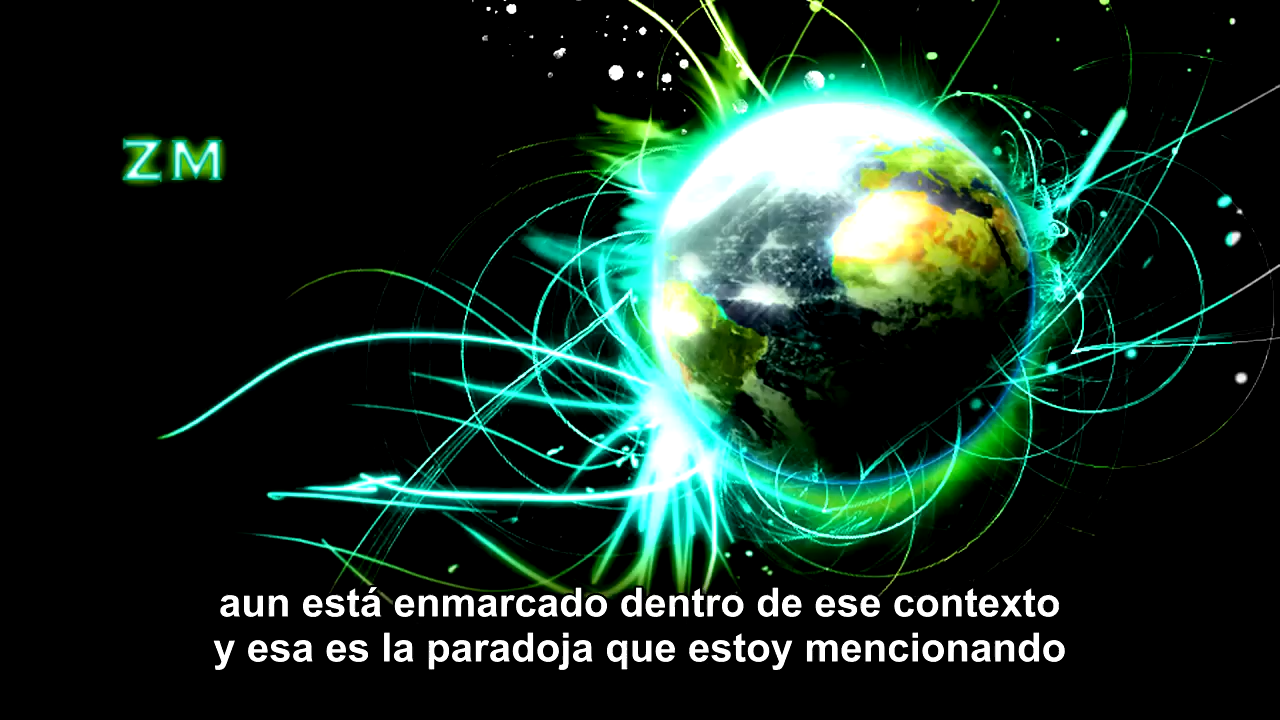 ZM
aun está enmarcado dentro de ese contexto
y esa es la paradoja que estoy mencionando